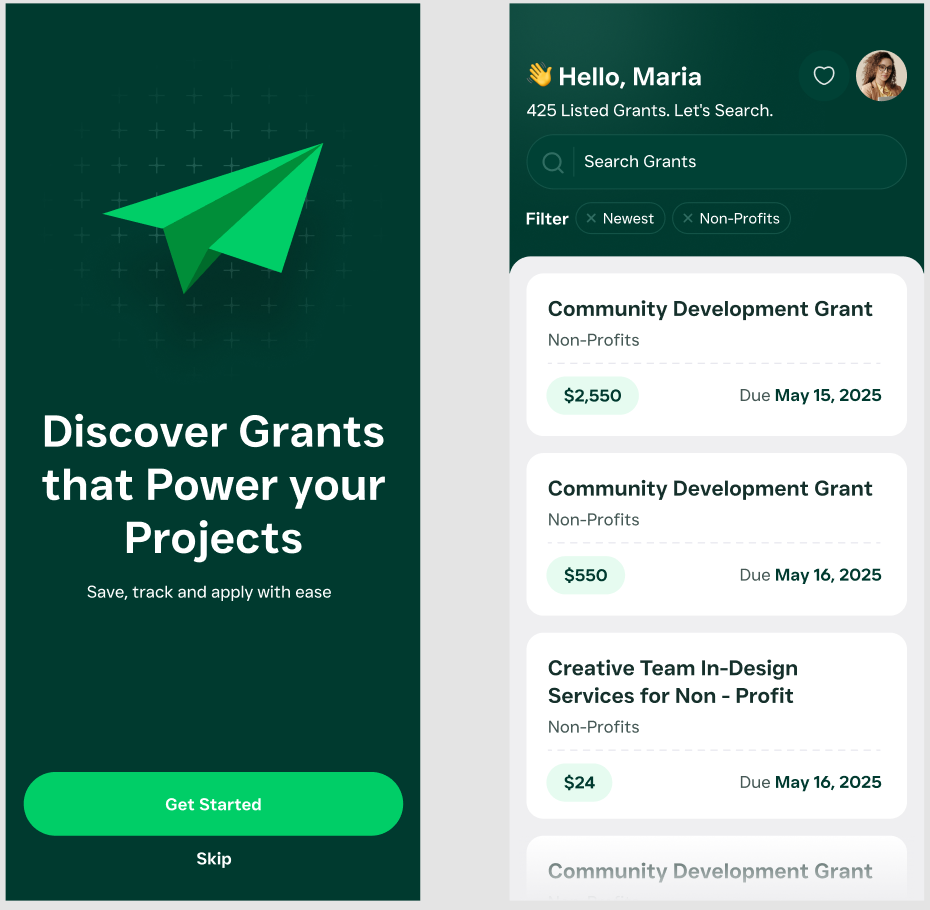 Discover Grants
that Power your
Projects
Save, track and apply with ease
Get Started
Skip
👋 Hello, Maria
425 Listed Grants. Let's Search.
Search Grants
Filter × Newest × Non-Profits
Community Development Grant
Non-Profits
$2,550 Due May 15, 2025
Community Development Grant
Non-Profits
$550 Due May 16, 2025
Creative Team In-Design
Services for Non - Profit
Non-Profits
$24 Due May 16, 2025
Community Development Grant